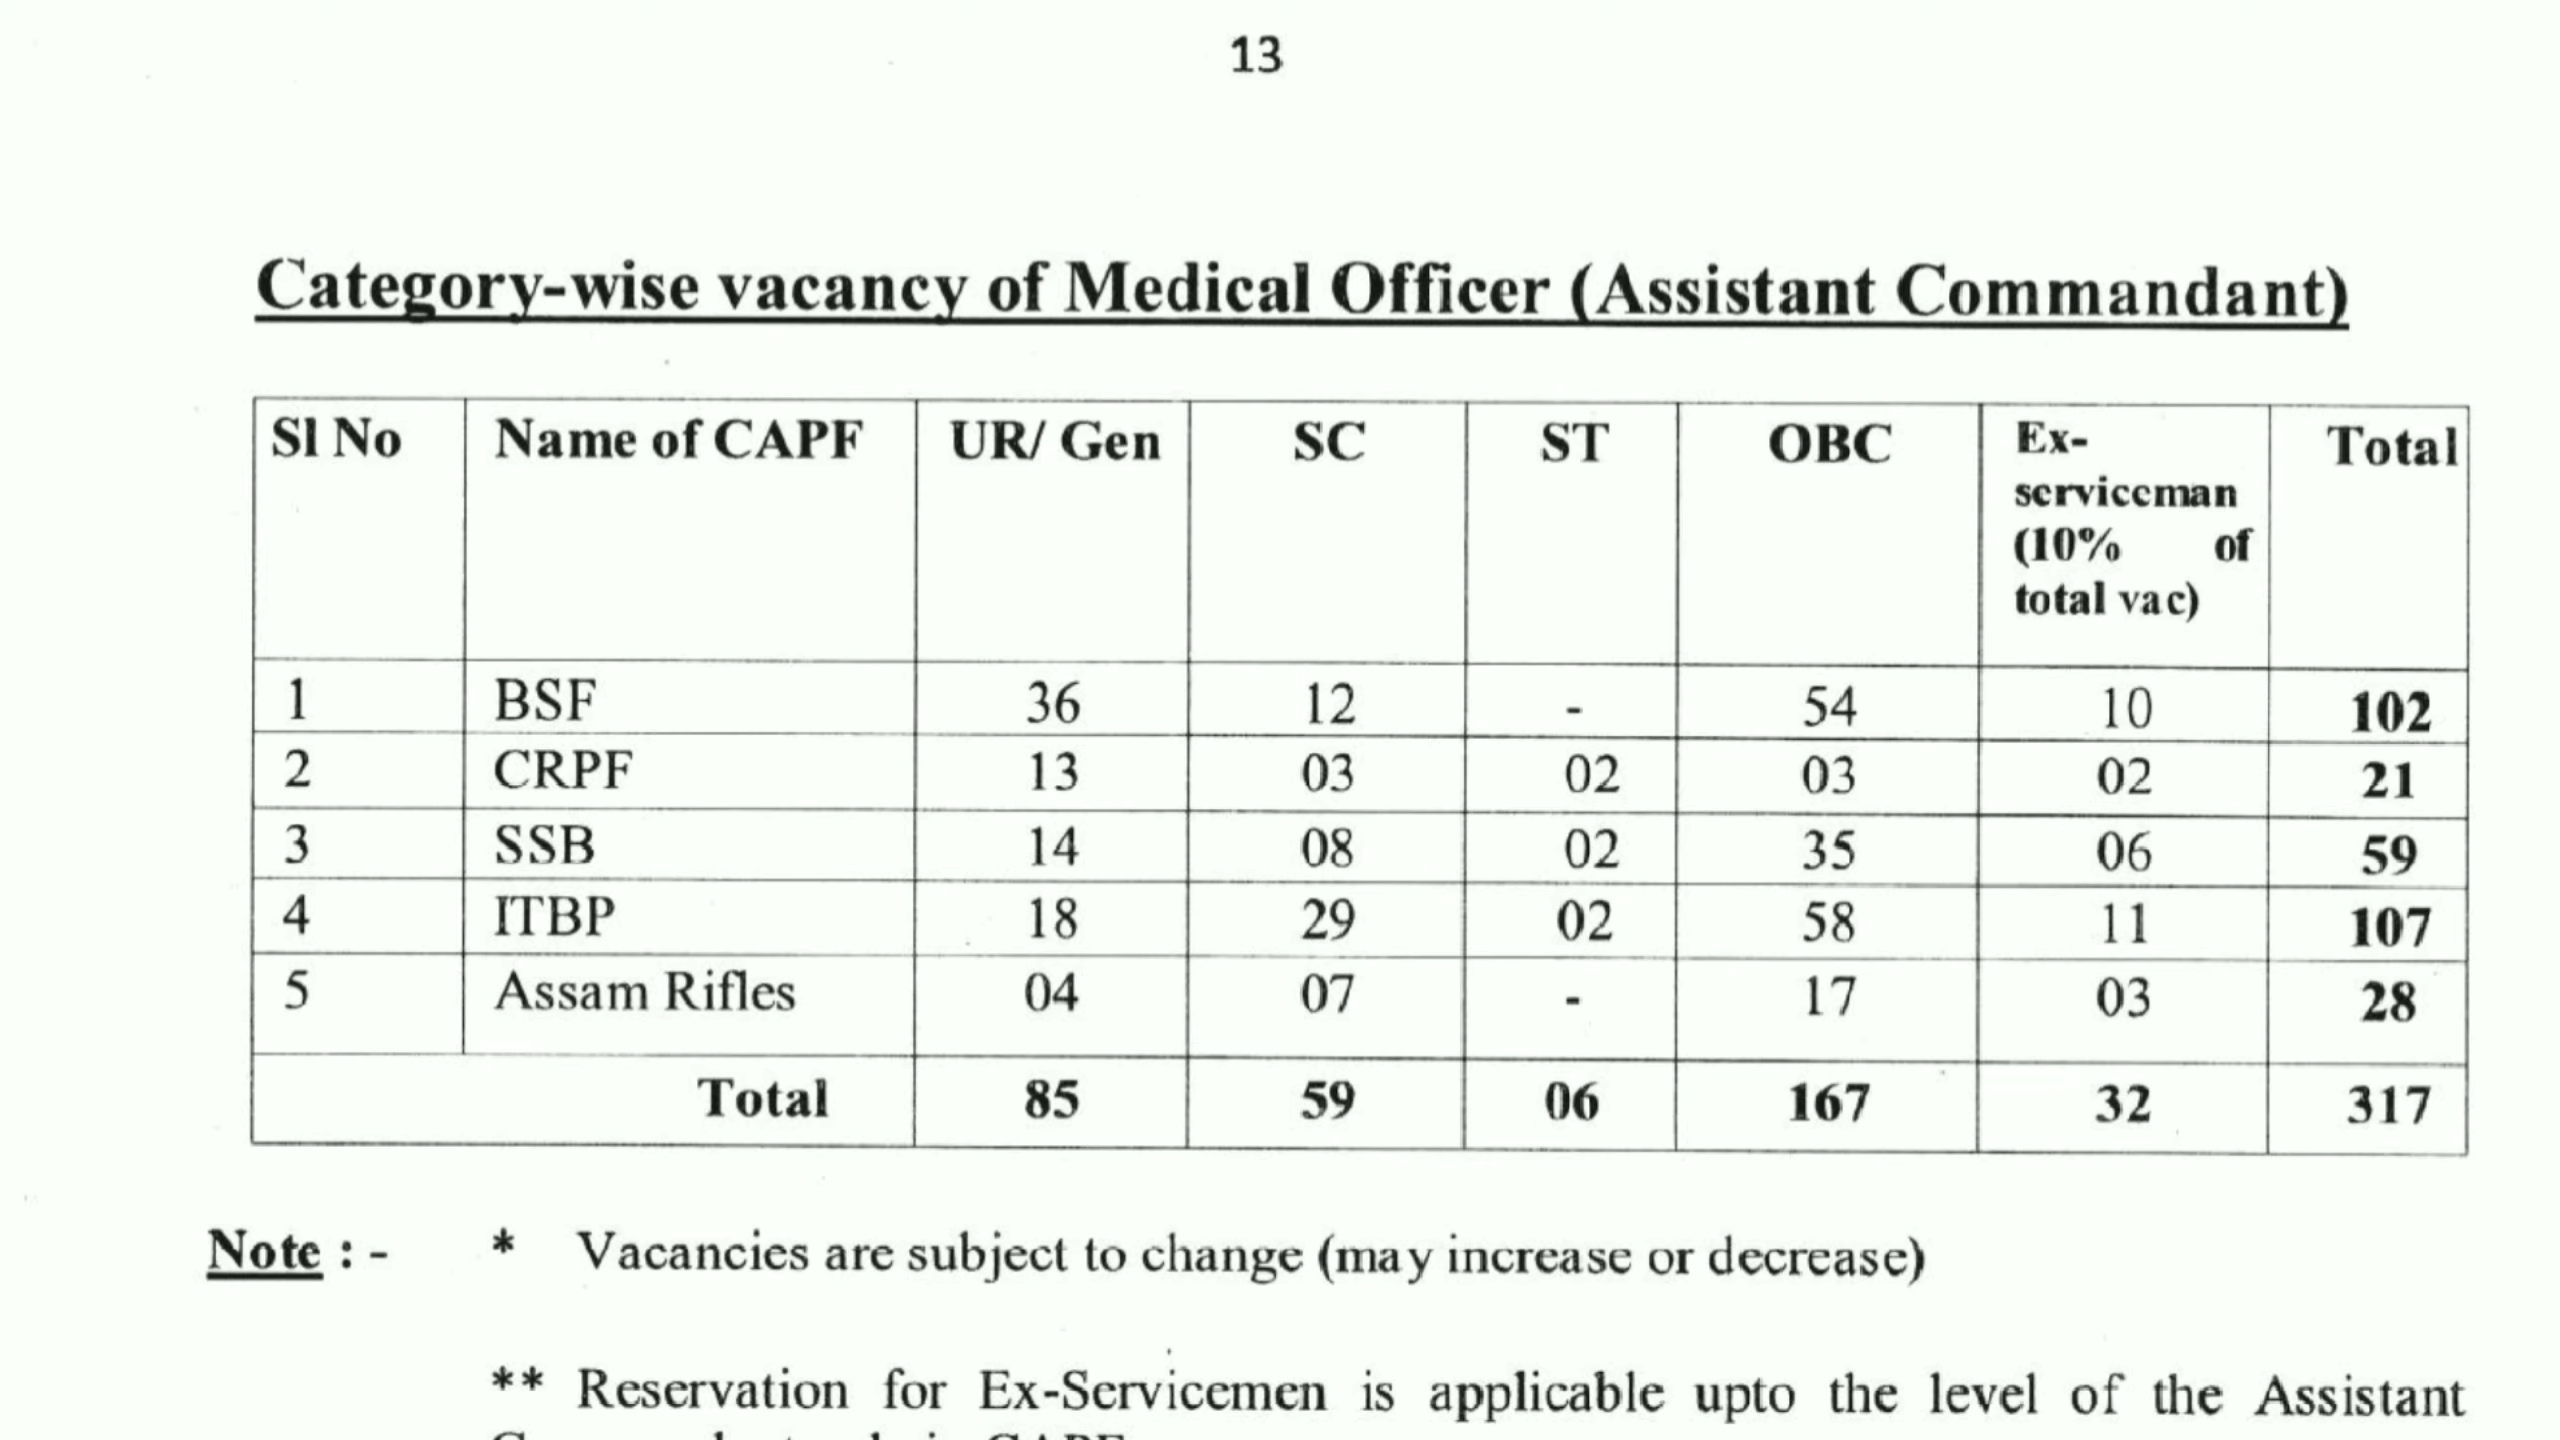 13
Category-wise vacancy of Medical Officer (Assistant Commandant)
Sl No Name of CAPF UR/ Gen SC ST OBC Ex-serviceman (10% of total vac) Total
1 BSF 36 12 - 54 10 102
2 CRPF 13 03 02 03 02 21
3 SSB 14 08 02 35 06 59
4 ITBP 18 29 02 58 11 107
5 Assam Rifles 04 07 - 17 03 28
Total 85 59 06 167 32 317
Note : - * Vacancies are subject to change (may increase or decrease)
** Reservation for Ex-Servicemen is applicable upto the level of the Assistant